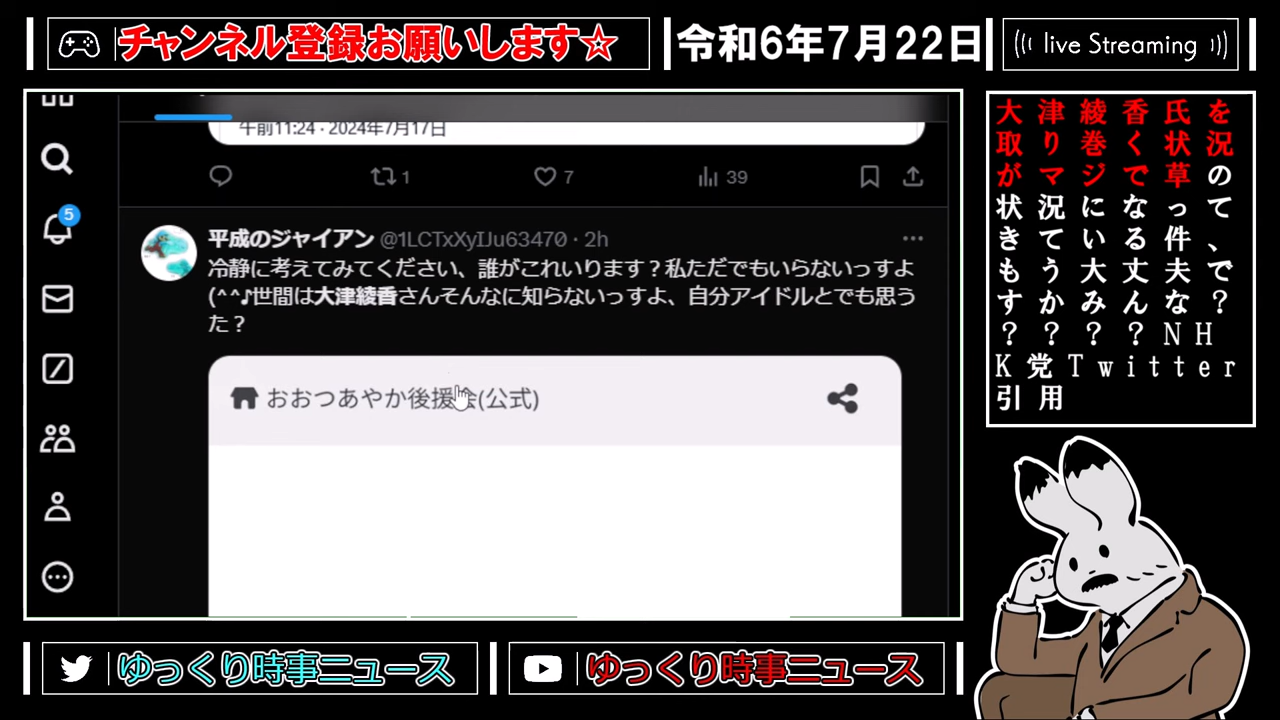 チャンネル登録お願いします☆
令和6年7月22日
live Streaming
午前11:24 · 2024年7月17日
1
7
39
5
平成のジャイアン @1LCTxXyIJu63470 · 2h
冷静に考えてみてください、誰がこれいります？私ただでもいらないっすよ
(^^♪世間は大津綾香さんそんなに知らないっすよ、自分アイドルとでも思う
た？
おおつあやか後援会(公式)
大津綾香氏を
取り巻く状況
がマジで草の
状況になって
きてい る件、
もう大丈夫で
すかみんな？
？？？？NH
K党Twitter
引用
ゆっくり時事ニュース
ゆっくり時事ニュース